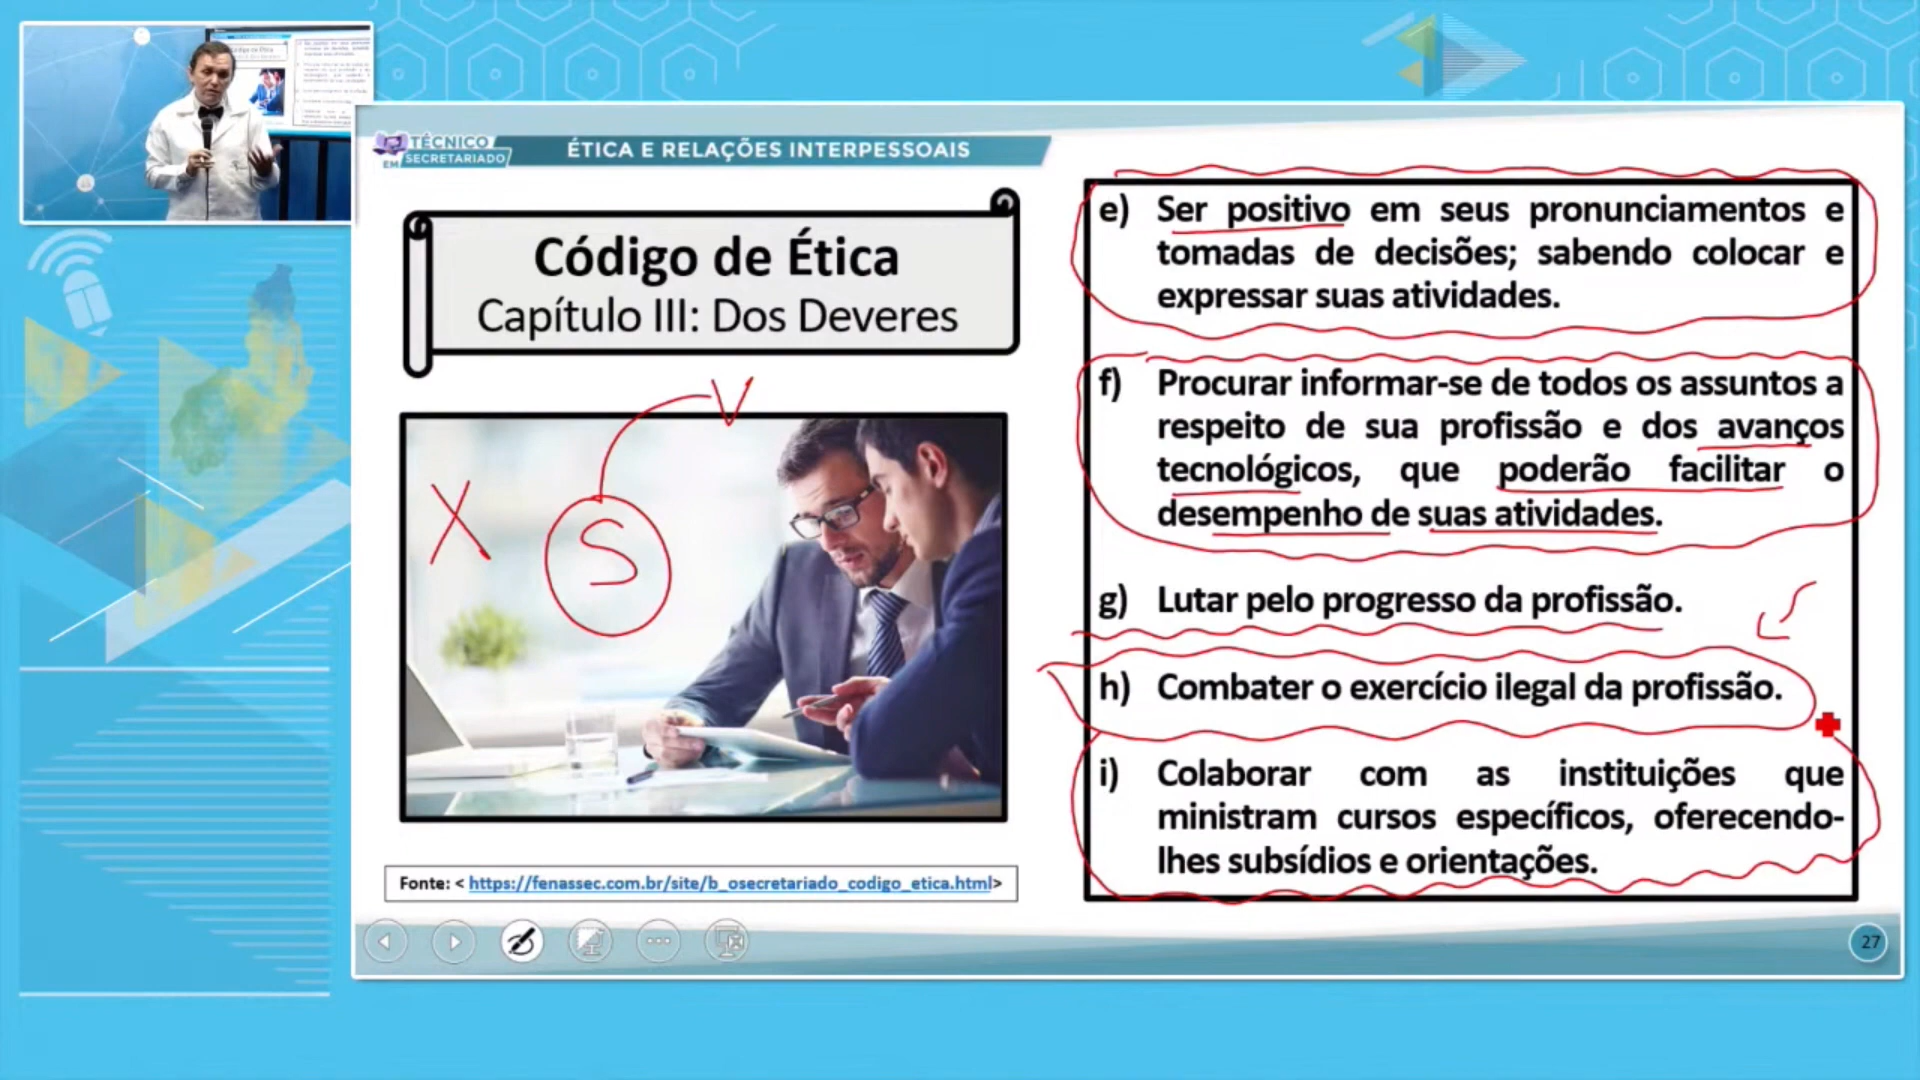 TÉCNICO
EM SECRETARIADO
ÉTICA E RELAÇÕES INTERPESSOAIS
Código de Ética
Capítulo III: Dos Deveres
V
X
S
Fonte: < https://fenassec.com.br/site/b_osecretariado_codigo_etica.html>
e) Ser positivo em seus pronunciamentos e
tomadas de decisões; sabendo colocar e
expressar suas atividades.
f) Procurar informar-se de todos os assuntos a
respeito de sua profissão e dos avanços
tecnológicos, que poderão facilitar o
desempenho de suas atividades.
g) Lutar pelo progresso da profissão.
h) Combater o exercício ilegal da profissão.
i) Colaborar com as instituições que
ministram cursos específicos, oferecendo-
lhes subsídios e orientações.
27